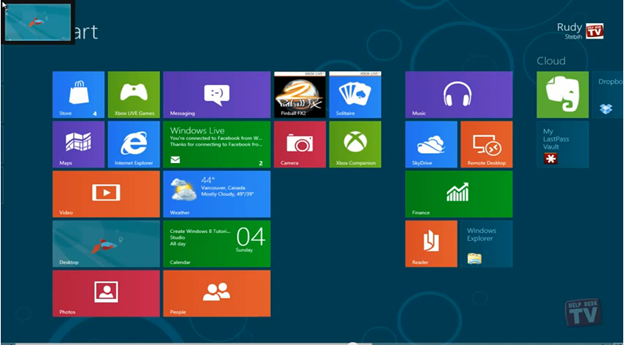 art
Rudy
Strebin
TV
Cloud
Store
4
Xbox LIVE Games
Messaging
Pinball FX2
Solitaire
Music
Dropbo
Maps
Internet Explorer
Windows Live
You're connected to Facebook from W...
Thanks for connecting to Facebook from...
2
Camera
Xbox Companion
SkyDrive
Remote Desktop
My
LastPass
Vault
Video
44°
Vancouver, Canada
Mostly Cloudy, 49°/39°
Weather
Finance
Desktop
Create Windows 8 Tutori...
Studio
All day
04
Sunday
Calendar
Reader
Windows
Explorer
Photos
People
HELP DESK
TV